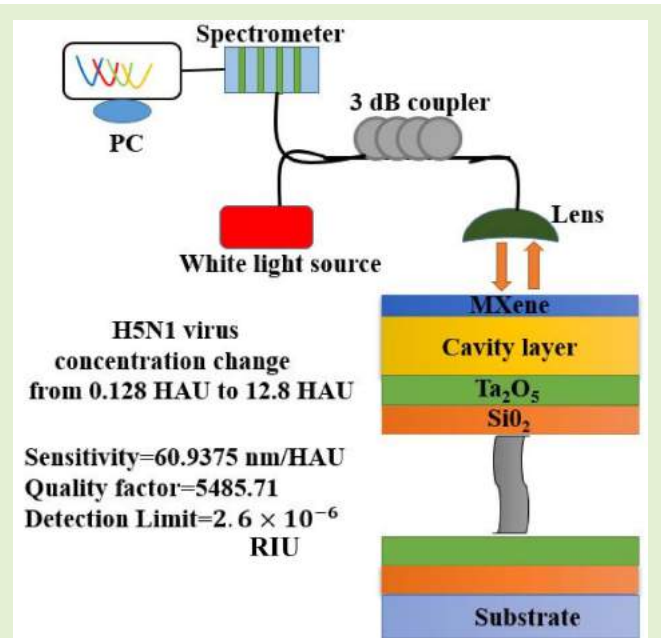 Spectrometer
PC
3 dB coupler
White light source
Lens
MXene
Cavity layer
Ta₂O₅
Si0₂
Substrate
H5N1 virus
concentration change
from 0.128 HAU to 12.8 HAU
Sensitivity=60.9375 nm/HAU
Quality factor=5485.71
Detection Limit=2.6 × 10⁻⁶
RIU